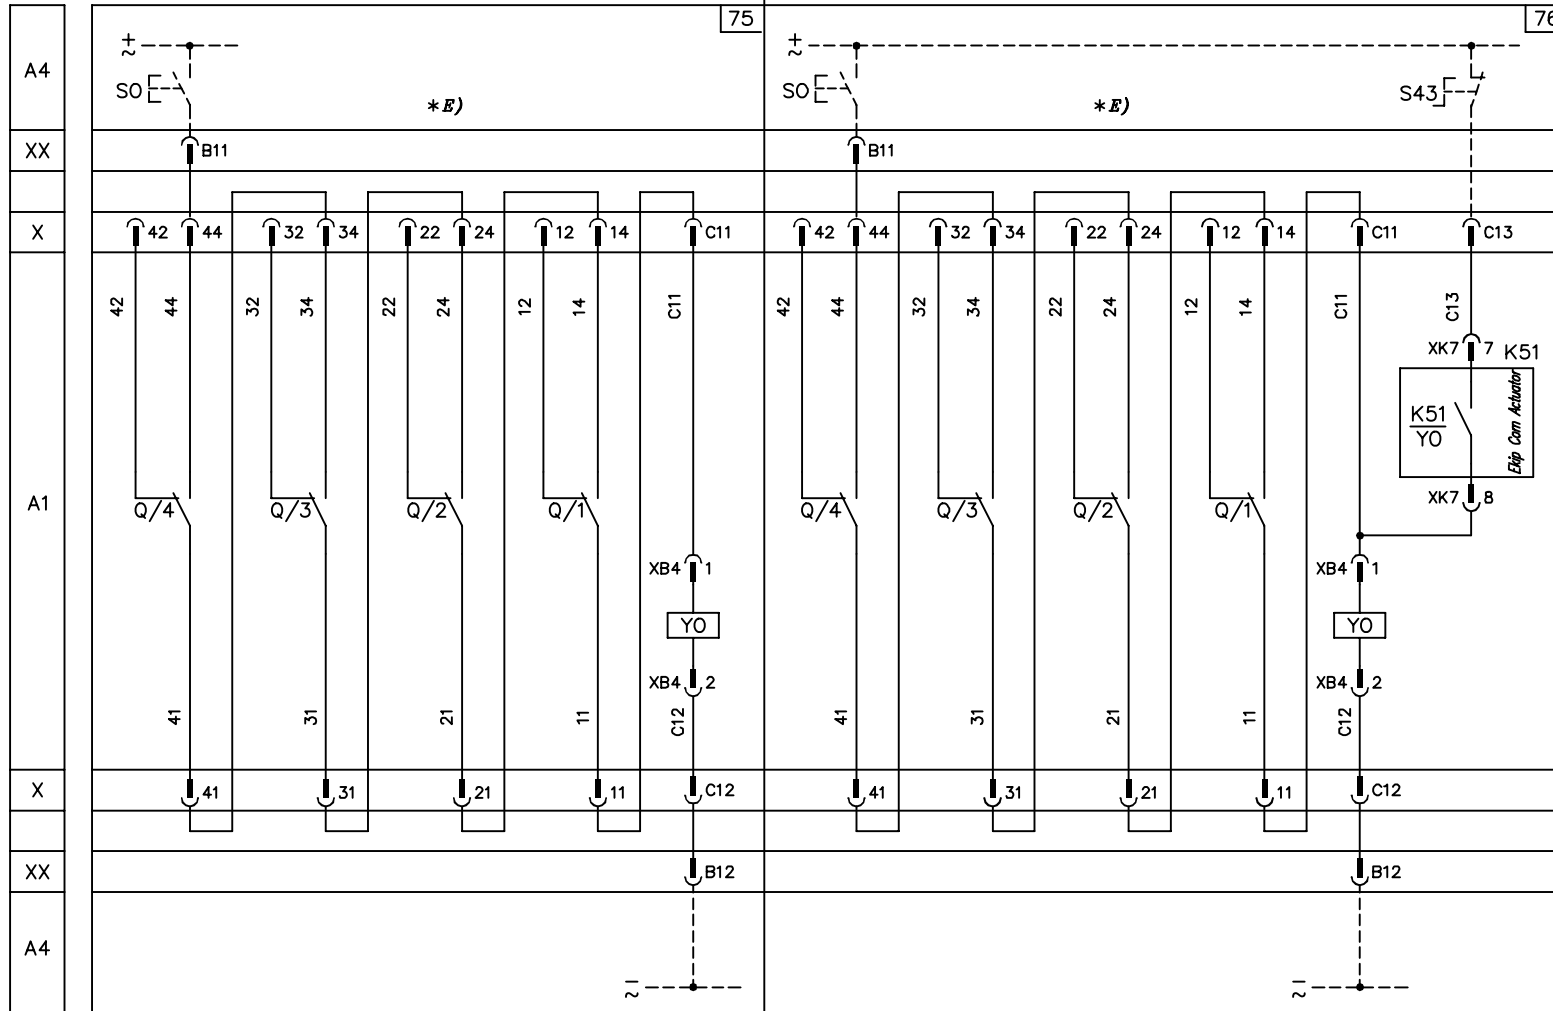 75 76
+ ~ + ~
A4 S0 *E) S0 *E) S43
XX B11 B11
X 42 44 32 34 22 24 12 14 C11 42 44 32 34 22 24 12 14 C11 C13
42 44 32 34 22 24 12 14 C11 42 44 32 34 22 24 12 14 C11 C13
XK7 7 K51
K51
Y0
Ekip Com Actuator
XK7 8
A1 Q/4 Q/3 Q/2 Q/1 Q/4 Q/3 Q/2 Q/1
XB4 1 XB4 1
Y0 Y0
XB4 2 XB4 2
41 31 21 11 C12 41 31 21 11 C12
X 41 31 21 11 C12 41 31 21 11 C12
XX B12 B12
A4
− ~ − ~